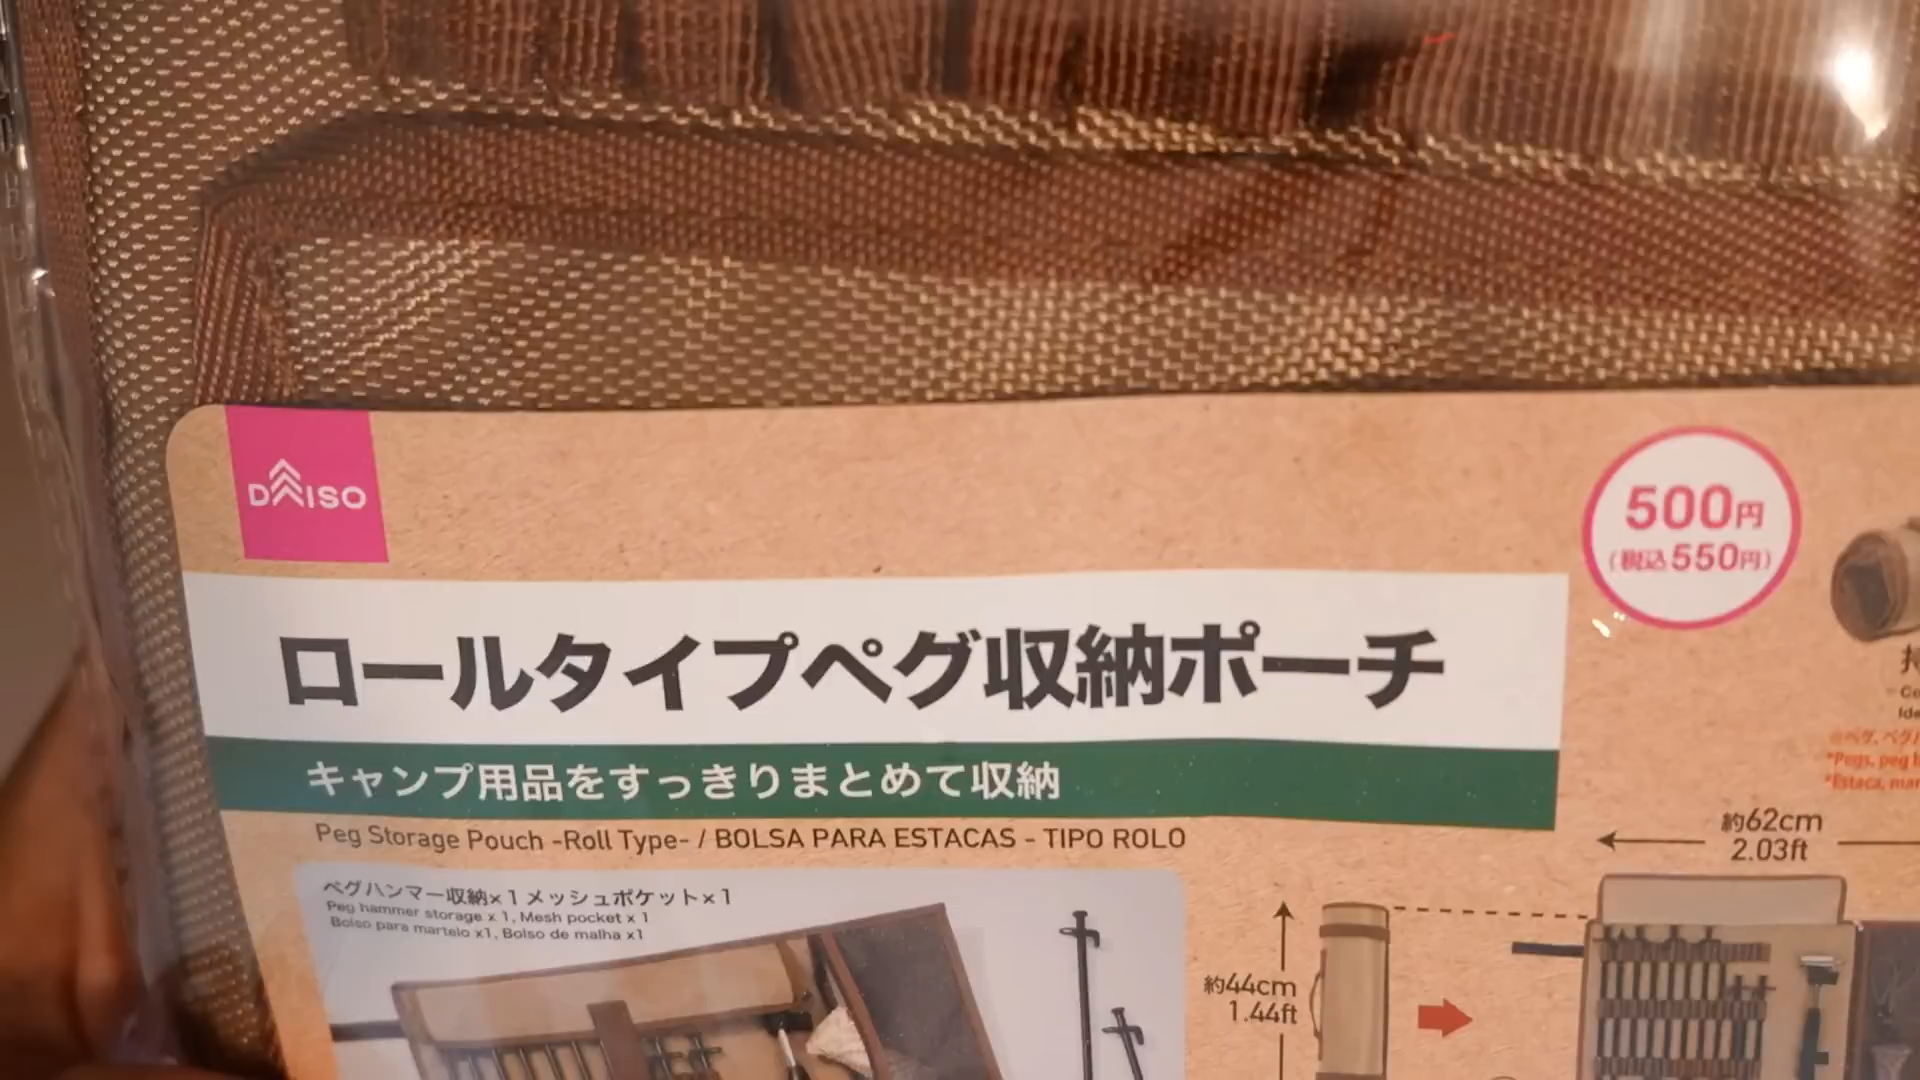 DAISO
500円
(税込550円)
ロールタイプペグ収納ポーチ
キャンプ用品をすっきりまとめて収納
Peg Storage Pouch -Roll Type- / BOLSA PARA ESTACAS - TIPO ROLO
ペグハンマー収納×1 メッシュポケット×1
Peg hammer storage x 1, Mesh pocket x 1
Bolso para martelo x1, Bolso de malha x1
約62cm
2.03ft
約44cm
1.44ft
*Pegs, peg
*Estaca, mar